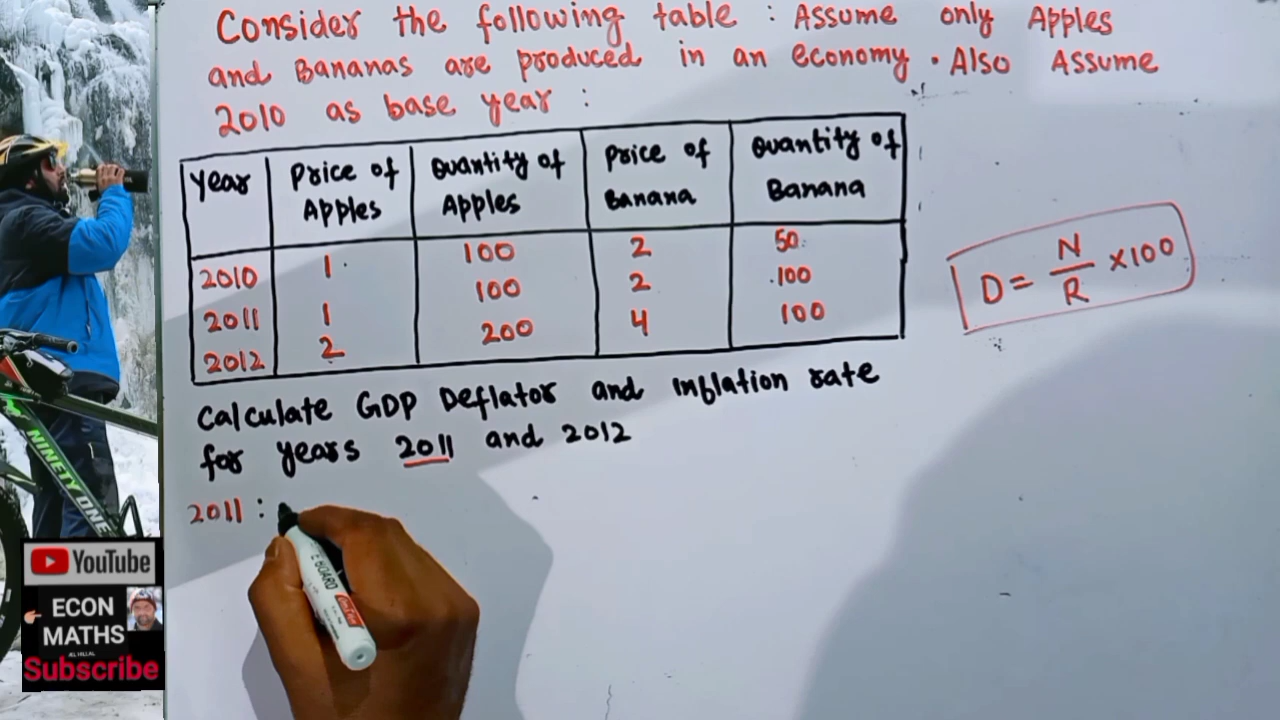 Consider the following table : Assume only Apples
and Bananas are produced in an economy. Also Assume
2010 as base year :
Year Price of Apples Quantity of Apples Price of Banana Quantity of Banana
2010 1 100 2 50
2011 1 100 2 100
2012 2 200 4 100
D = N/R ×100
Calculate GDP Deflator and Inflation rate
for years 2011 and 2012
2011 :
NINETY ONE
YouTube
ECON
MATHS
Subscribe